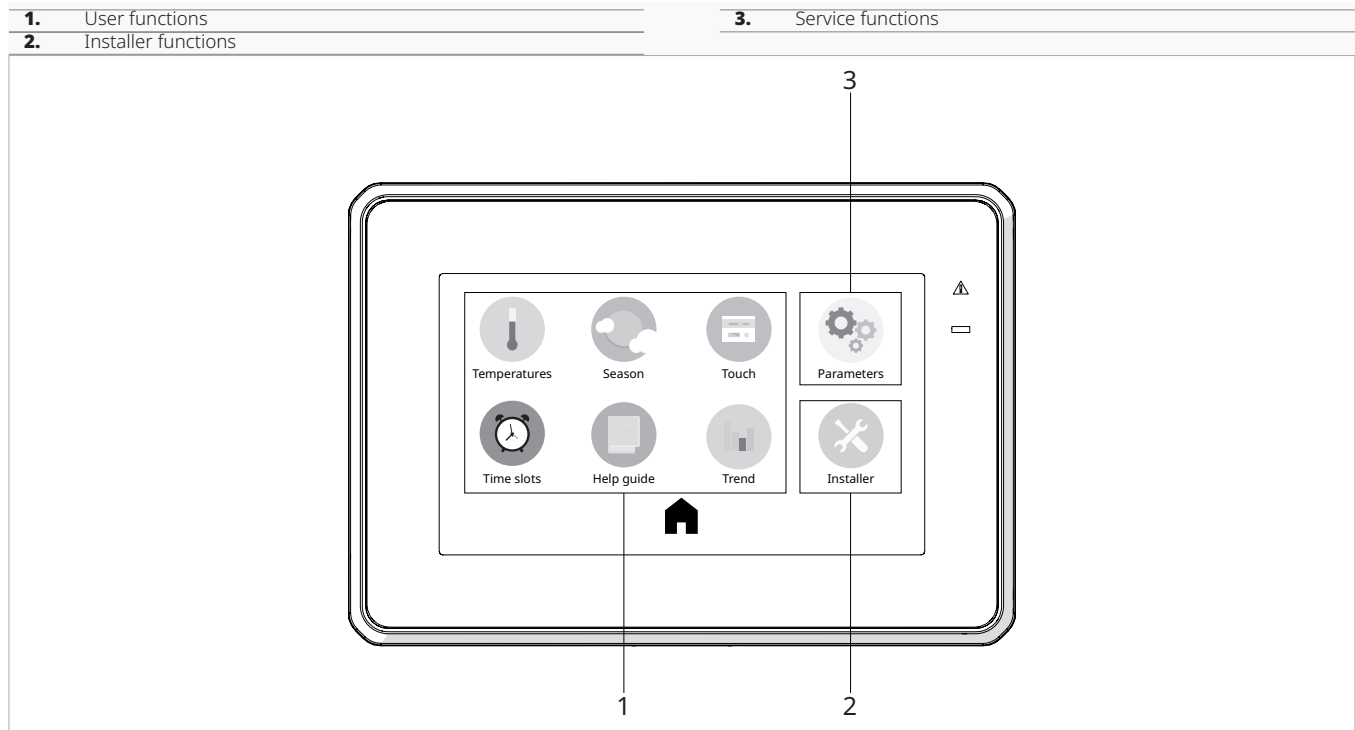 1. User functions
2. Installer functions
3. Service functions
3
Temperatures Season Touch Parameters
Time slots Help guide Trend Installer
1 2